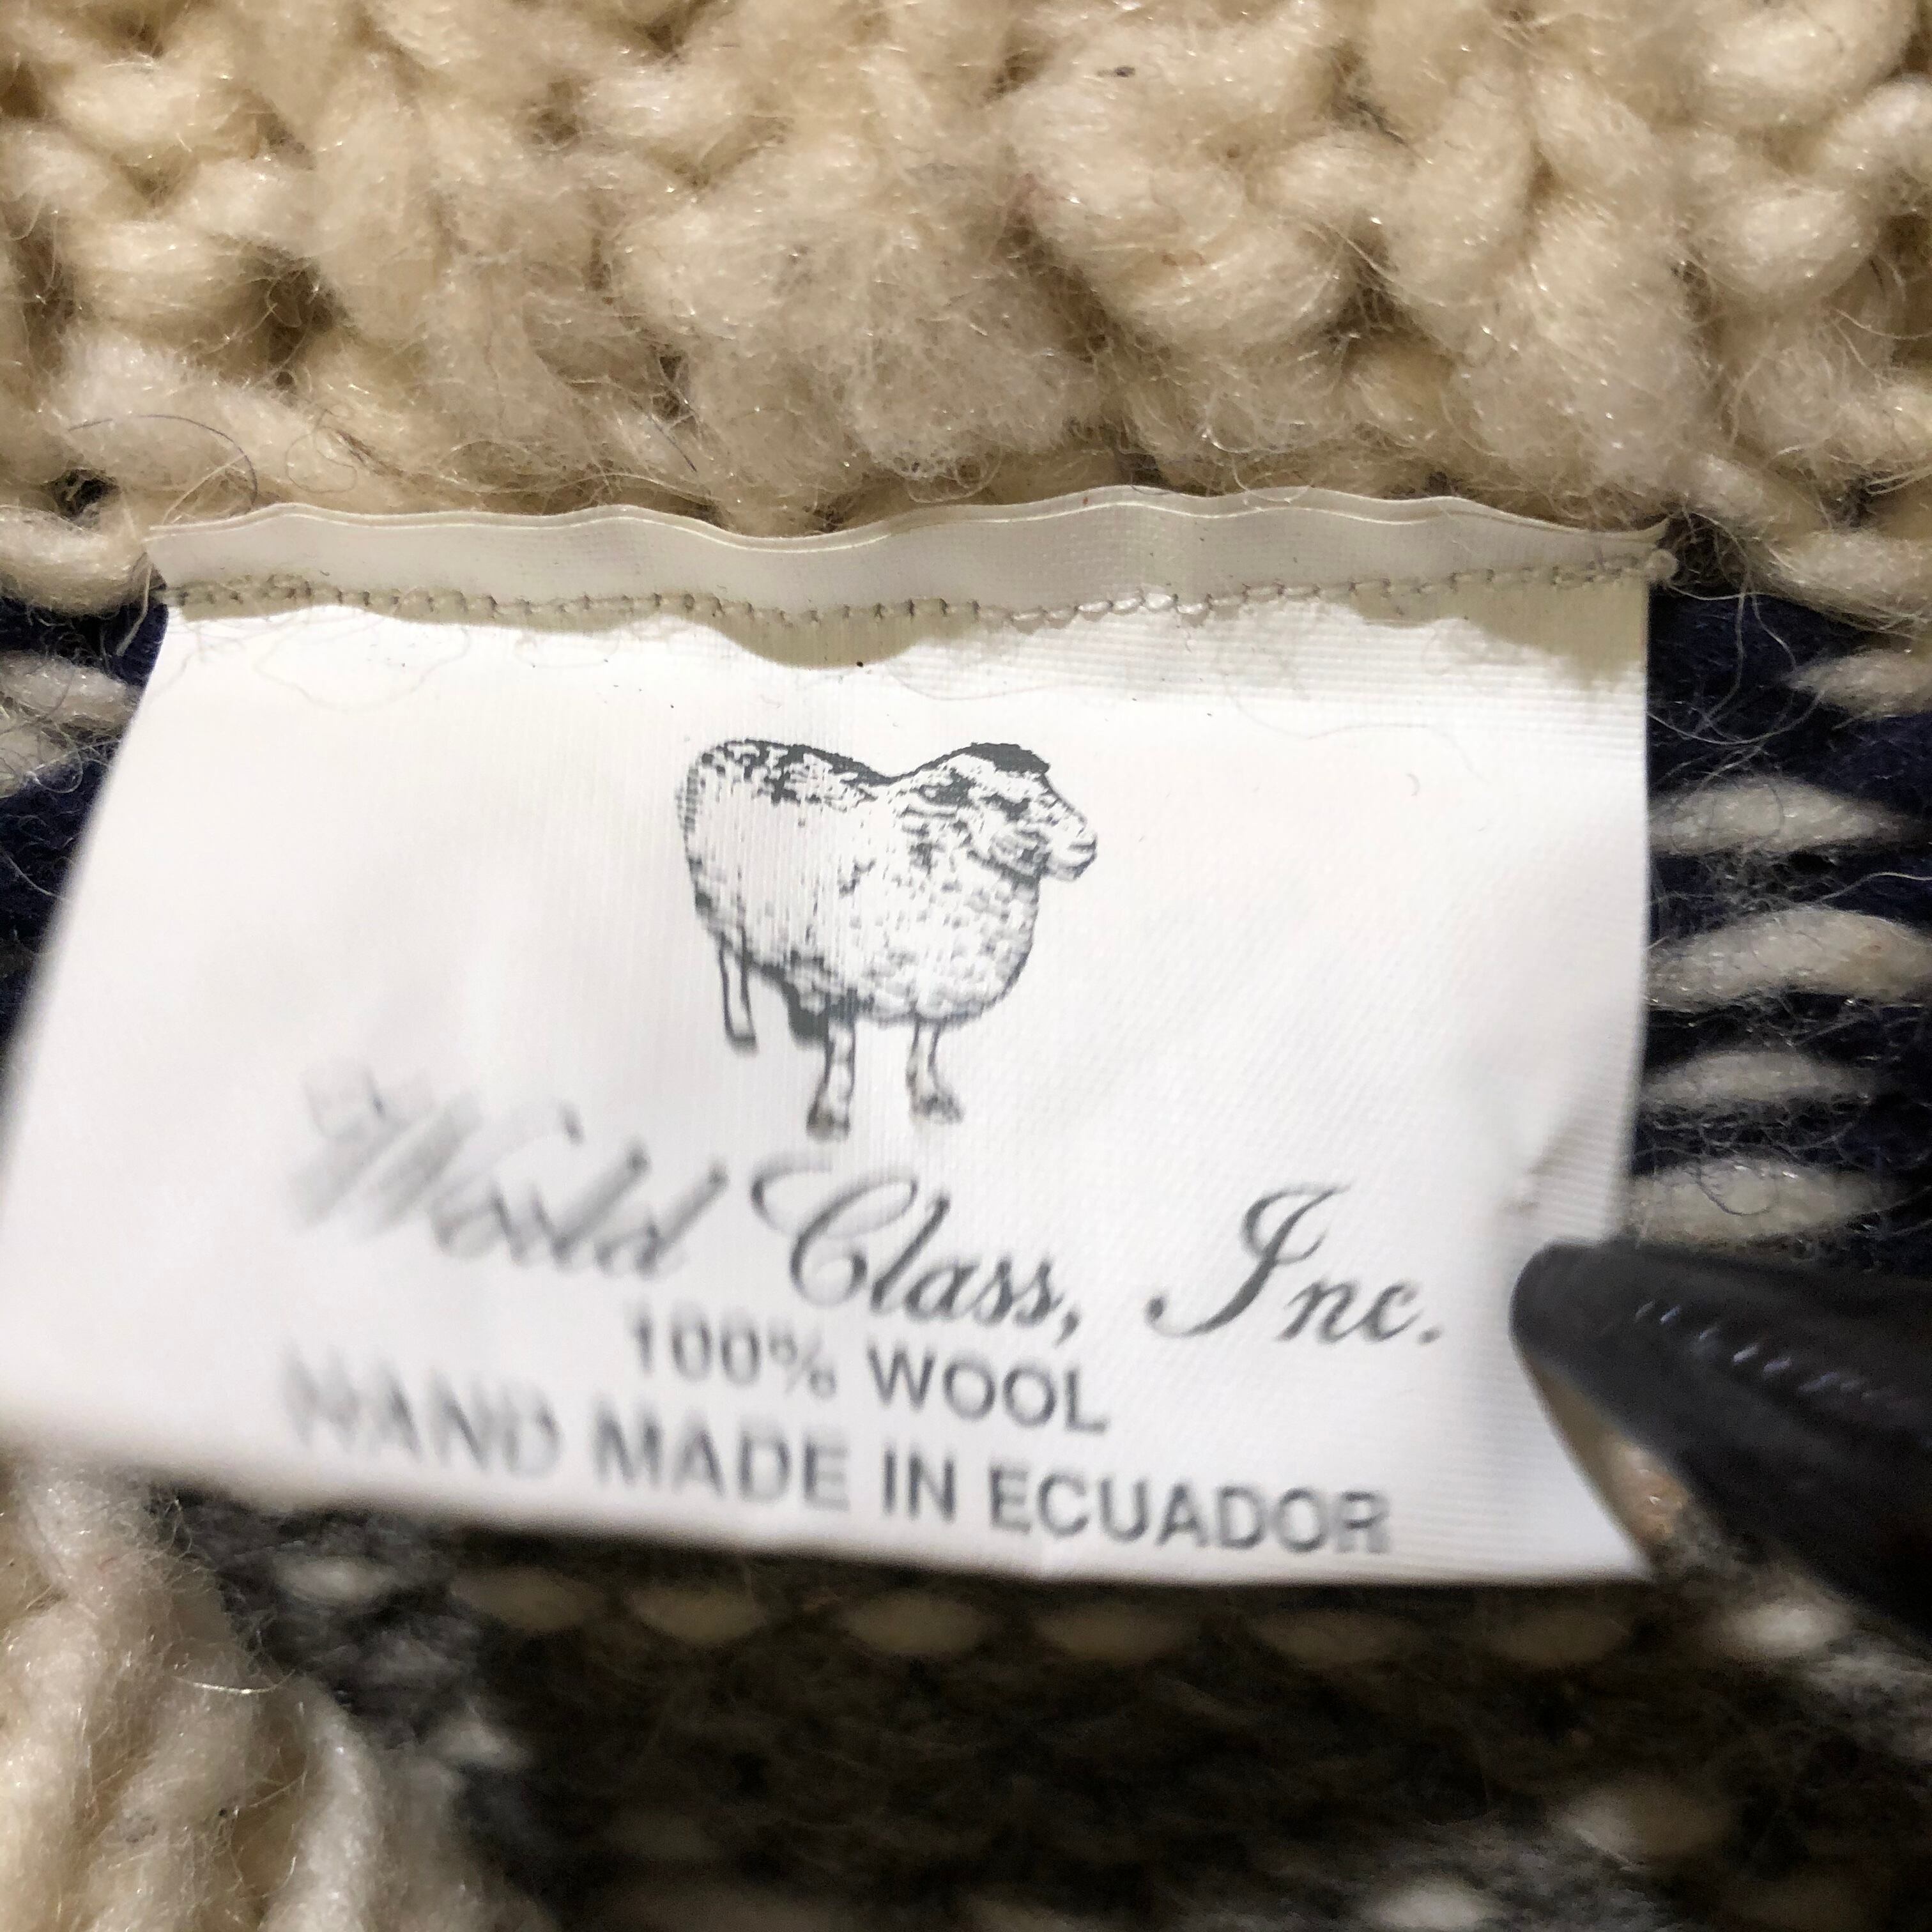 World Class, Inc.
100% WOOL
HAND MADE IN ECUADOR